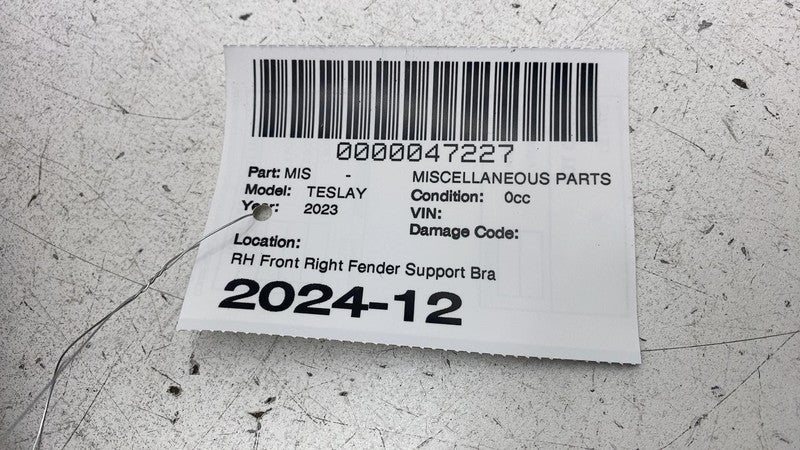 0000047227
Part: MIS - MISCELLANEOUS PARTS
Model: TESLAY Condition: 0cc
Year: 2023 VIN:
Damage Code:
Location:
RH Front Right Fender Support Bra
2024-12